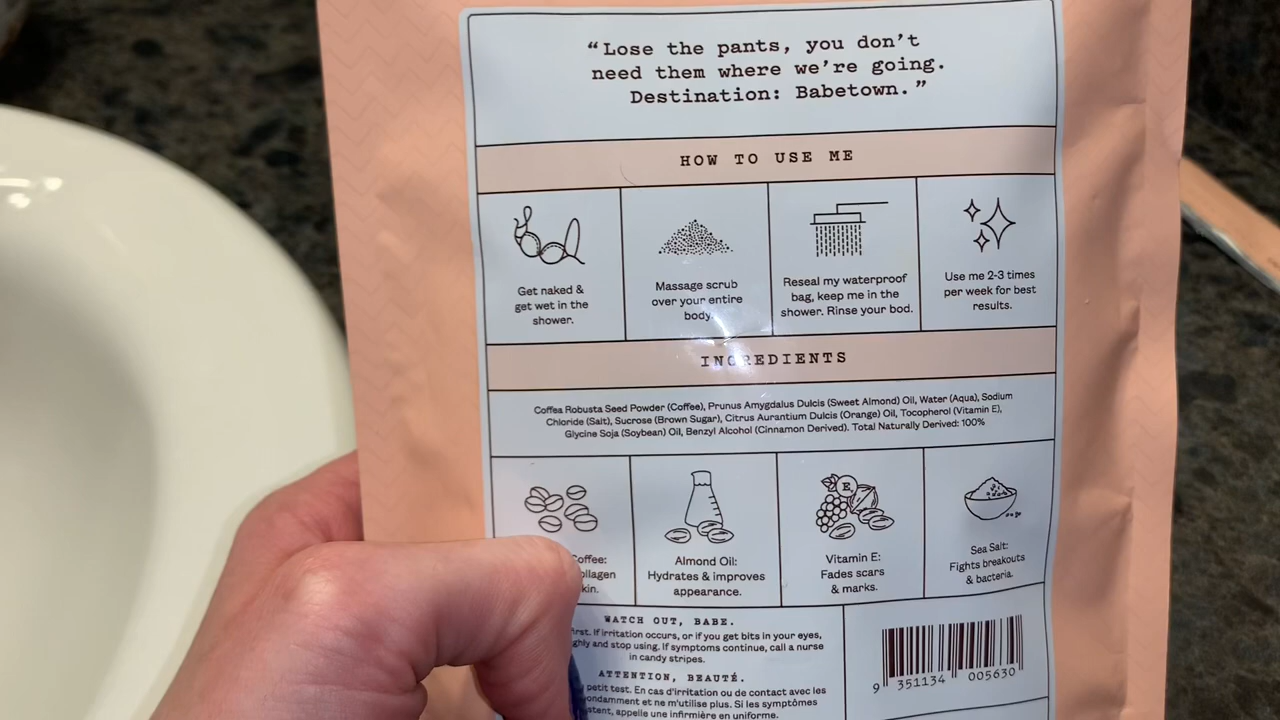 “Lose the pants, you don’t
need them where we’re going.
Destination: Babetown.”
HOW TO USE ME
Get naked &
get wet in the
shower.
Massage scrub
over your entire
body.
Reseal my waterproof
bag, keep me in the
shower. Rinse your bod.
Use me 2-3 times
per week for best
results.
INGREDIENTS
Coffea Robusta Seed Powder (Coffee), Prunus Amygdalus Dulcis (Sweet Almond) Oil, Water (Aqua), Sodium
Chloride (Salt), Sucrose (Brown Sugar), Citrus Aurantium Dulcis (Orange) Oil, Tocopherol (Vitamin E),
Glycine Soja (Soybean) Oil, Benzyl Alcohol (Cinnamon Derived). Total Naturally Derived: 100%
E
Almond Oil:
Hydrates & improves
appearance.
Vitamin E:
Fades scars
& marks.
Sea Salt:
Fights breakouts
& bacteria.
WATCH OUT, BABE.
If irritation occurs, or if you get bits in your eyes,
and stop using. If symptoms continue, call a nurse
in candy stripes.
ATTENTION, BEAUTÉ.
petit test. En cas d’irritation ou de contact avec les
et ne m’utilise plus. Si les symptômes
appelle une infirmière en uniforme.
9 351134 005630